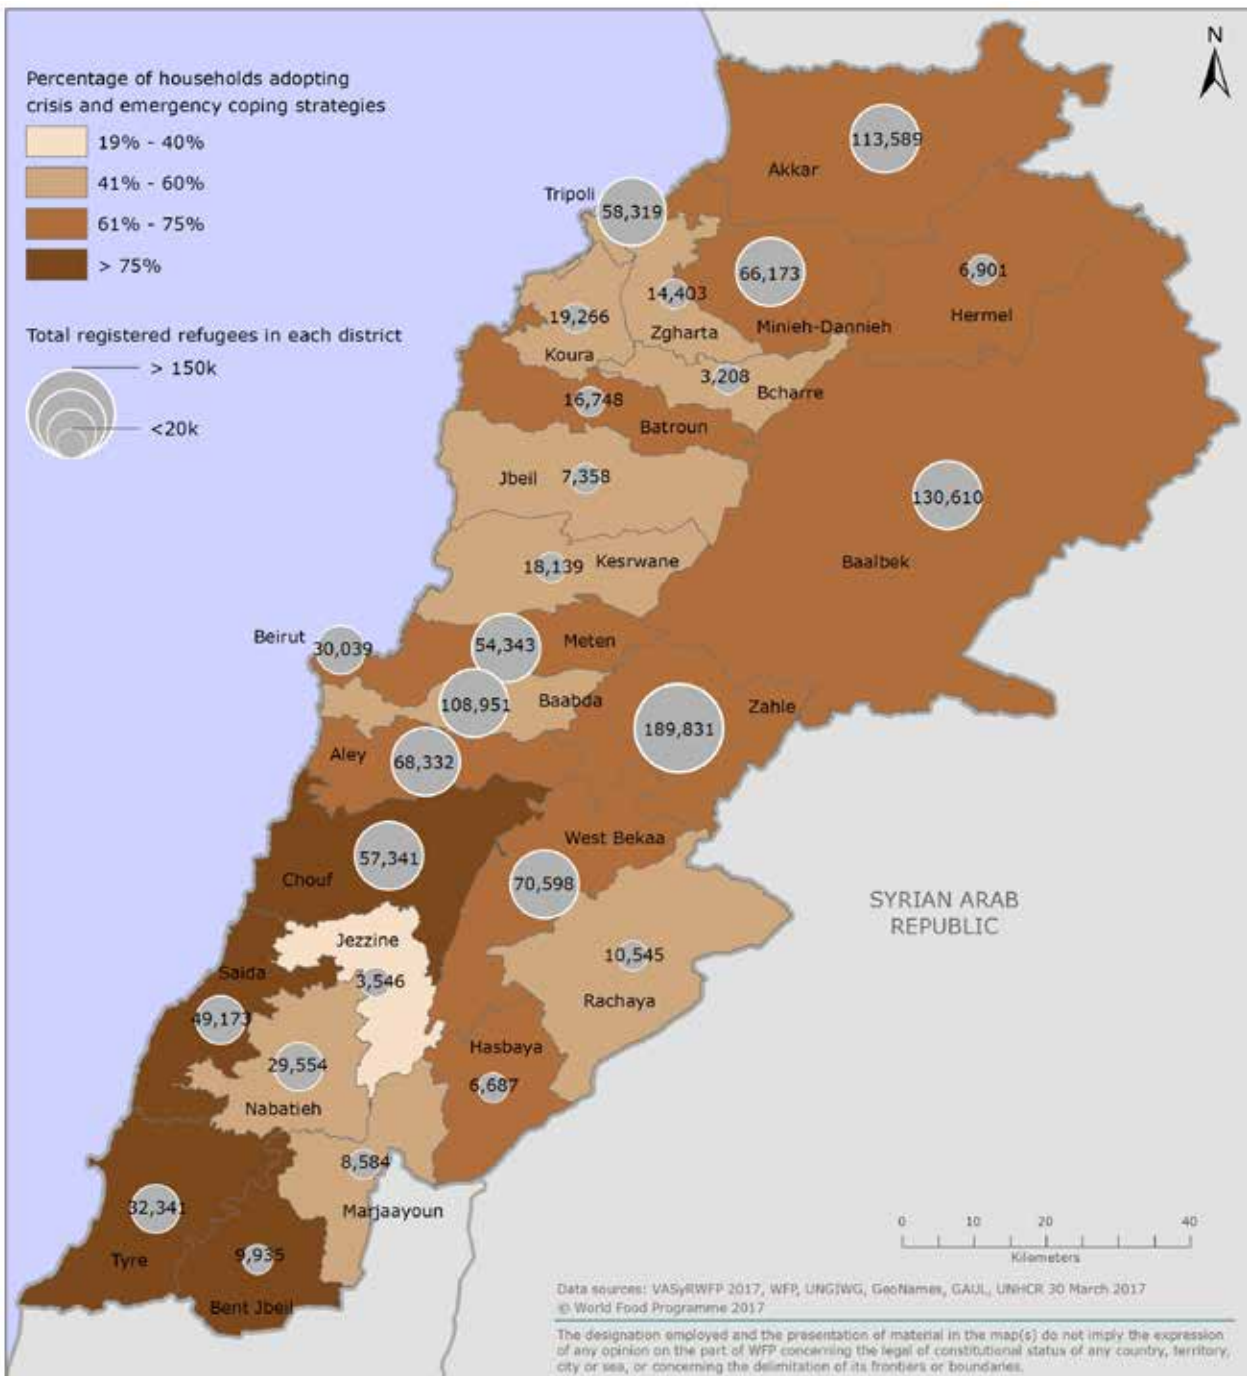 Percentage of households adopting
crisis and emergency coping strategies
19% - 40%
41% - 60%
61% - 75%
> 75%
Total registered refugees in each district
> 150k
<20k
N
113,589
Akkar
Tripoli
58,319
66,173
6,901
14,403
19,266
Hermel
Minieh-Dannieh
Zgharta
Koura
3,208
Bcharre
16,748
Batroun
Jbeil
7,358
130,610
18,139
Kesrwane
Baalbek
Beirut
30,039
54,343
Meten
108,951
Baabda
Zahle
189,831
Aley
68,332
West Bekaa
57,341
Chouf
70,598
SYRIAN ARAB
REPUBLIC
Jezzine
10,545
Saida
3,546
Rachaya
49,173
Hasbaya
29,554
6,687
Nabatieh
8,584
32,341
Marjaayoun
9,935
Tyre
Bent Jbeil
0 10 20 40
Kilometers
Data sources: VASyRWFP 2017, WFP, UNGIWG, GeoNames, GAUL, UNHCR 30 March 2017
© World Food Programme 2017
The designation employed and the presentation of material in the map(s) do not imply the expression
of any opinion on the part of WFP concerning the legal of constitutional status of any country, territory,
city or sea, or concerning the delimitation of its frontiers or boundaries.